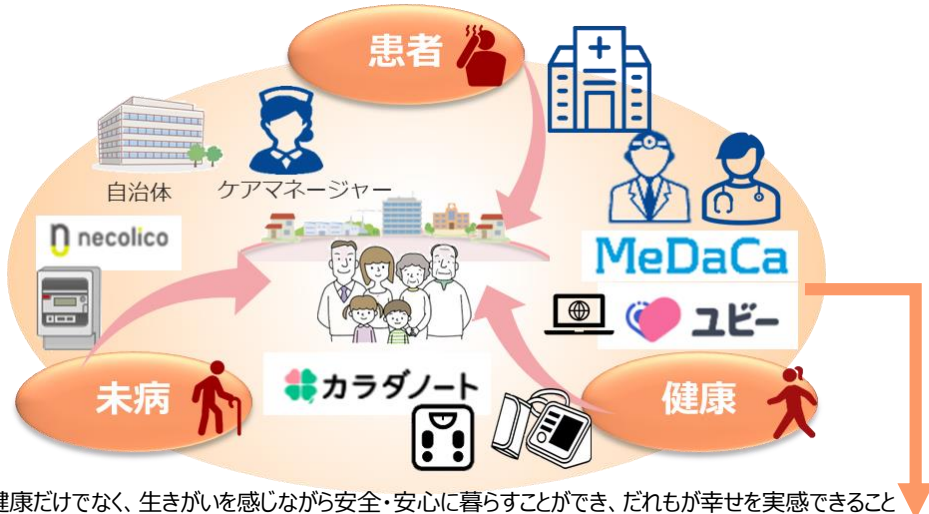 患者
自治体
ケアマネージャー
necolico
MeDaCa
ユビー
未病
カラダノート
健康
健康だけでなく、生きがいを感じながら安全・安心に暮らすことができ、だれもが幸せを実感できること